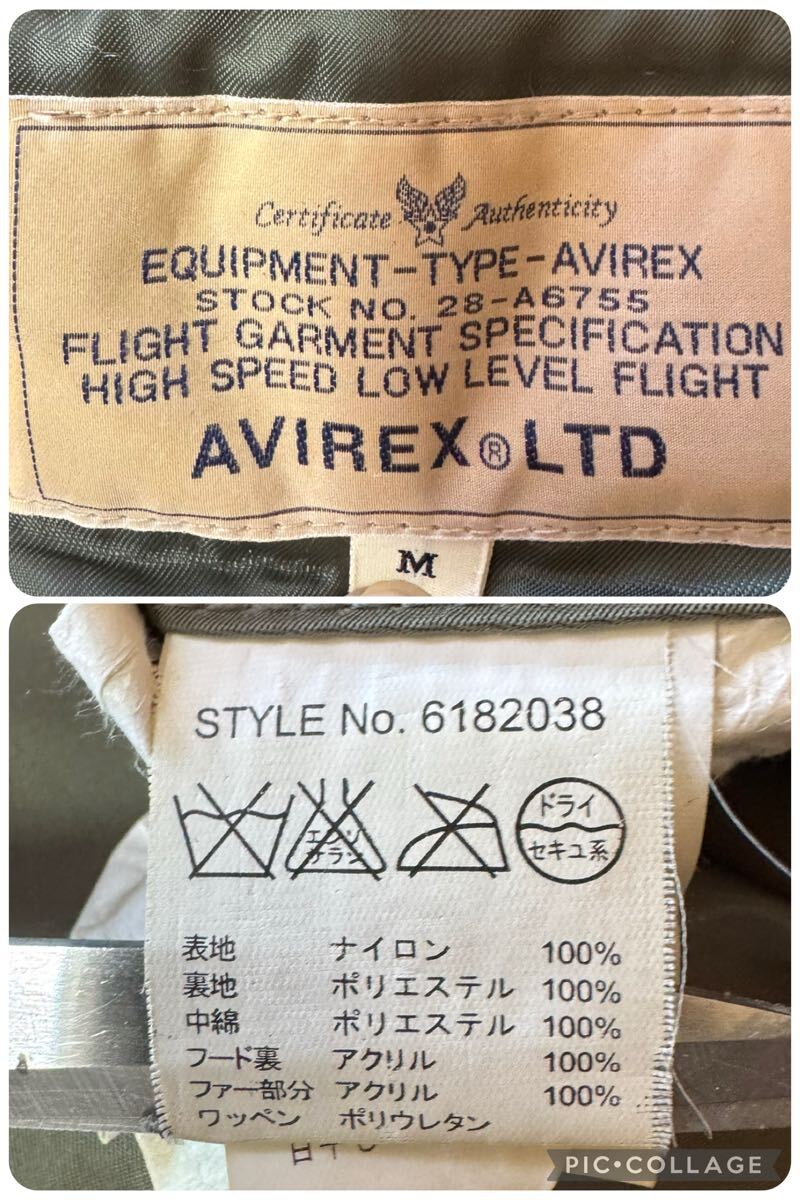 Certificate Authenticity
EQUIPMENT-TYPE-AVIREX
STOCK NO. 28-A6755
FLIGHT GARMENT SPECIFICATION
HIGH SPEED LOW LEVEL FLIGHT
AVIREX® LTD
M
STYLE No. 6182038
エンソ
サラシ
ドライ
セキユ系
表地 ナイロン 100%
裏地 ポリエステル 100%
中綿 ポリエステル 100%
フード裏 アクリル 100%
ファー部分 アクリル 100%
ワッペン ポリウレタン
PIC•COLLAGE